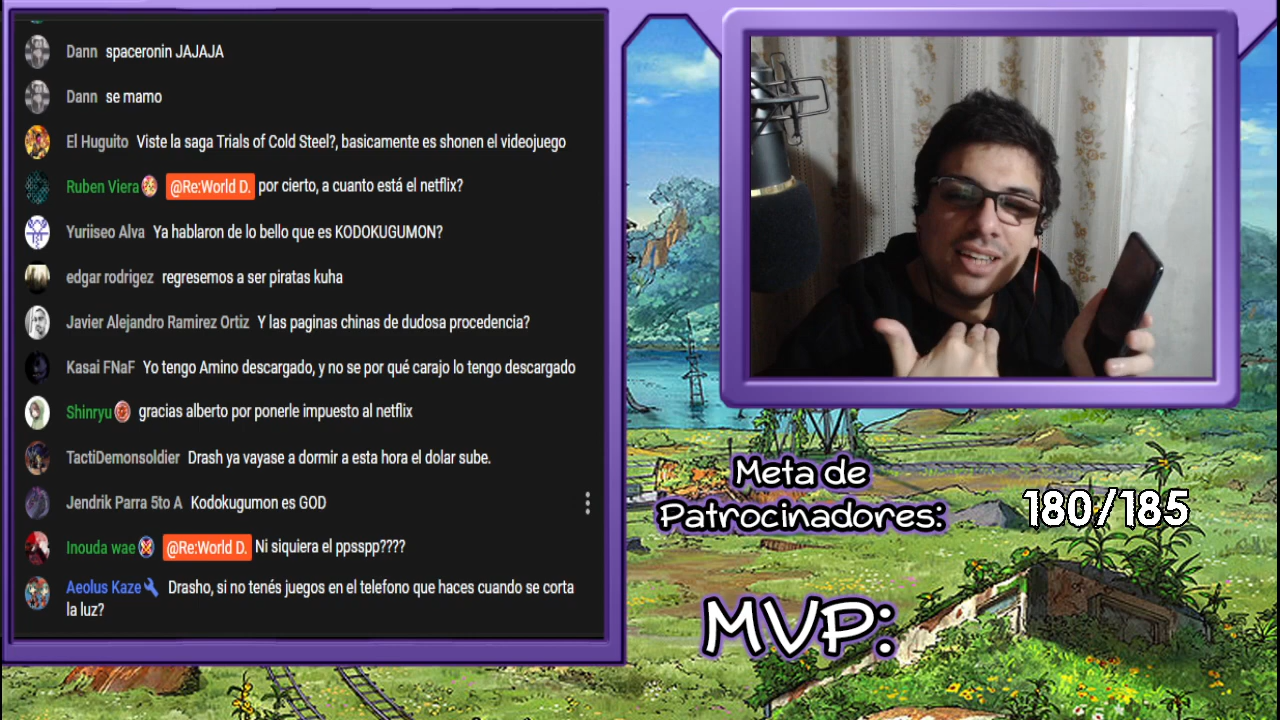 Dann spaceronin JAJAJA
Dann se mamo
El Huguito Viste la saga Trials of Cold Steel?, basicamente es shonen el videojuego
Ruben Viera @Re:World D. por cierto, a cuanto está el netflix?
Yuriiseo Alva Ya hablaron de lo bello que es KODOKUGUMON?
edgar rodrigez regresemos a ser piratas kuha
Javier Alejandro Ramirez Ortiz Y las paginas chinas de dudosa procedencia?
Kasai FNaF Yo tengo Amino descargado, y no se por qué carajo lo tengo descargado
Shinryu gracias alberto por ponerle impuesto al netflix
TactiDemonsoldier Drash ya vayase a dormir a esta hora el dolar sube.
Jendrik Parra 5to A Kodokugumon es GOD
Inouda wae @Re:World D. Ni siquiera el ppsspp????
Aeolus Kaze Drasho, si no tenés juegos en el telefono que haces cuando se corta
la luz?
Meta de
Patrocinadores:
180/185
MVP: